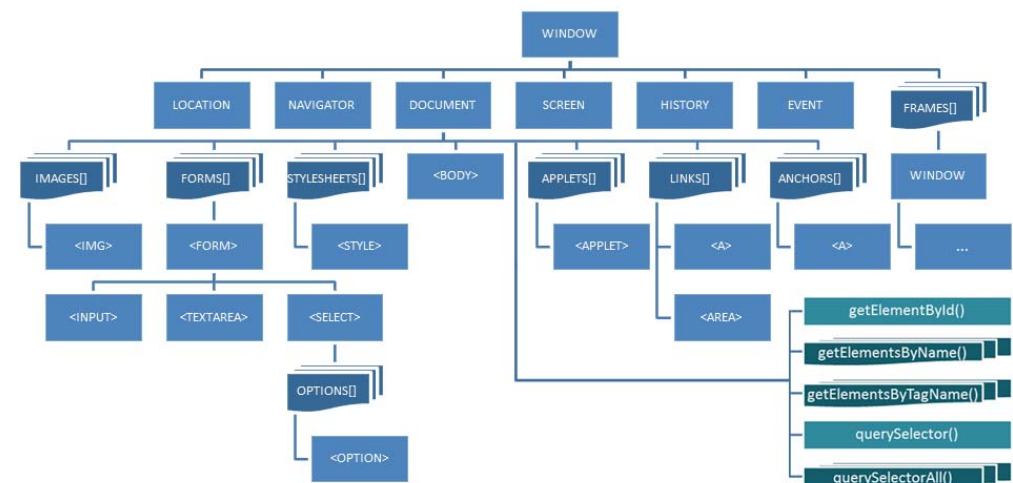 WINDOW
LOCATION
NAVIGATOR
DOCUMENT
SCREEN
HISTORY
EVENT
FRAMES[]
IMAGES[]
FORMS[]
STYLESHEETS[]
<BODY>
APPLETS[]
LINKS[]
ANCHORS[]
WINDOW
<IMG>
<FORM>
<STYLE>
<APPLET>
<A>
<A>
...
<INPUT>
<TEXTAREA>
<SELECT>
<AREA>
getElementById()
getElementsByName()
OPTIONS[]
getElementsByTagName()
querySelector()
<OPTION>
querySelectorAll()